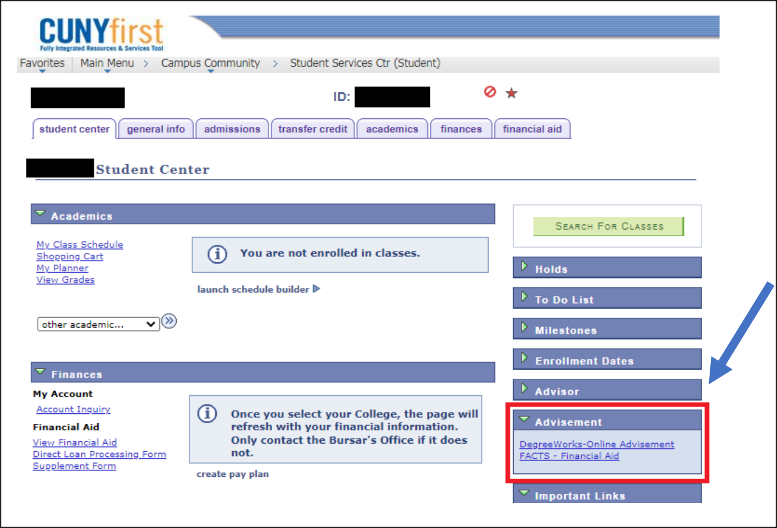 CUNYfirst
Fully Integrated Resources & Services Tool
Favorites Main Menu > Campus Community > Student Services Ctr (Student)
ID:
student center general info admissions transfer credit academics finances financial aid
Student Center
Academics
My Class Schedule
Shopping Cart
My Planner
View Grades
You are not enrolled in classes.
launch schedule builder
other academic...
Finances
My Account
Account Inquiry
Financial Aid
View Financial Aid
Direct Loan Processing Form
Supplement Form
Once you select your College, the page will
refresh with your financial information.
Only contact the Bursar's Office if it does
not.
create pay plan
SEARCH FOR CLASSES
Holds
To Do List
Milestones
Enrollment Dates
Advisor
Advisement
DegreeWorks-Online Advisement
FACTS - Financial Aid
Important Links